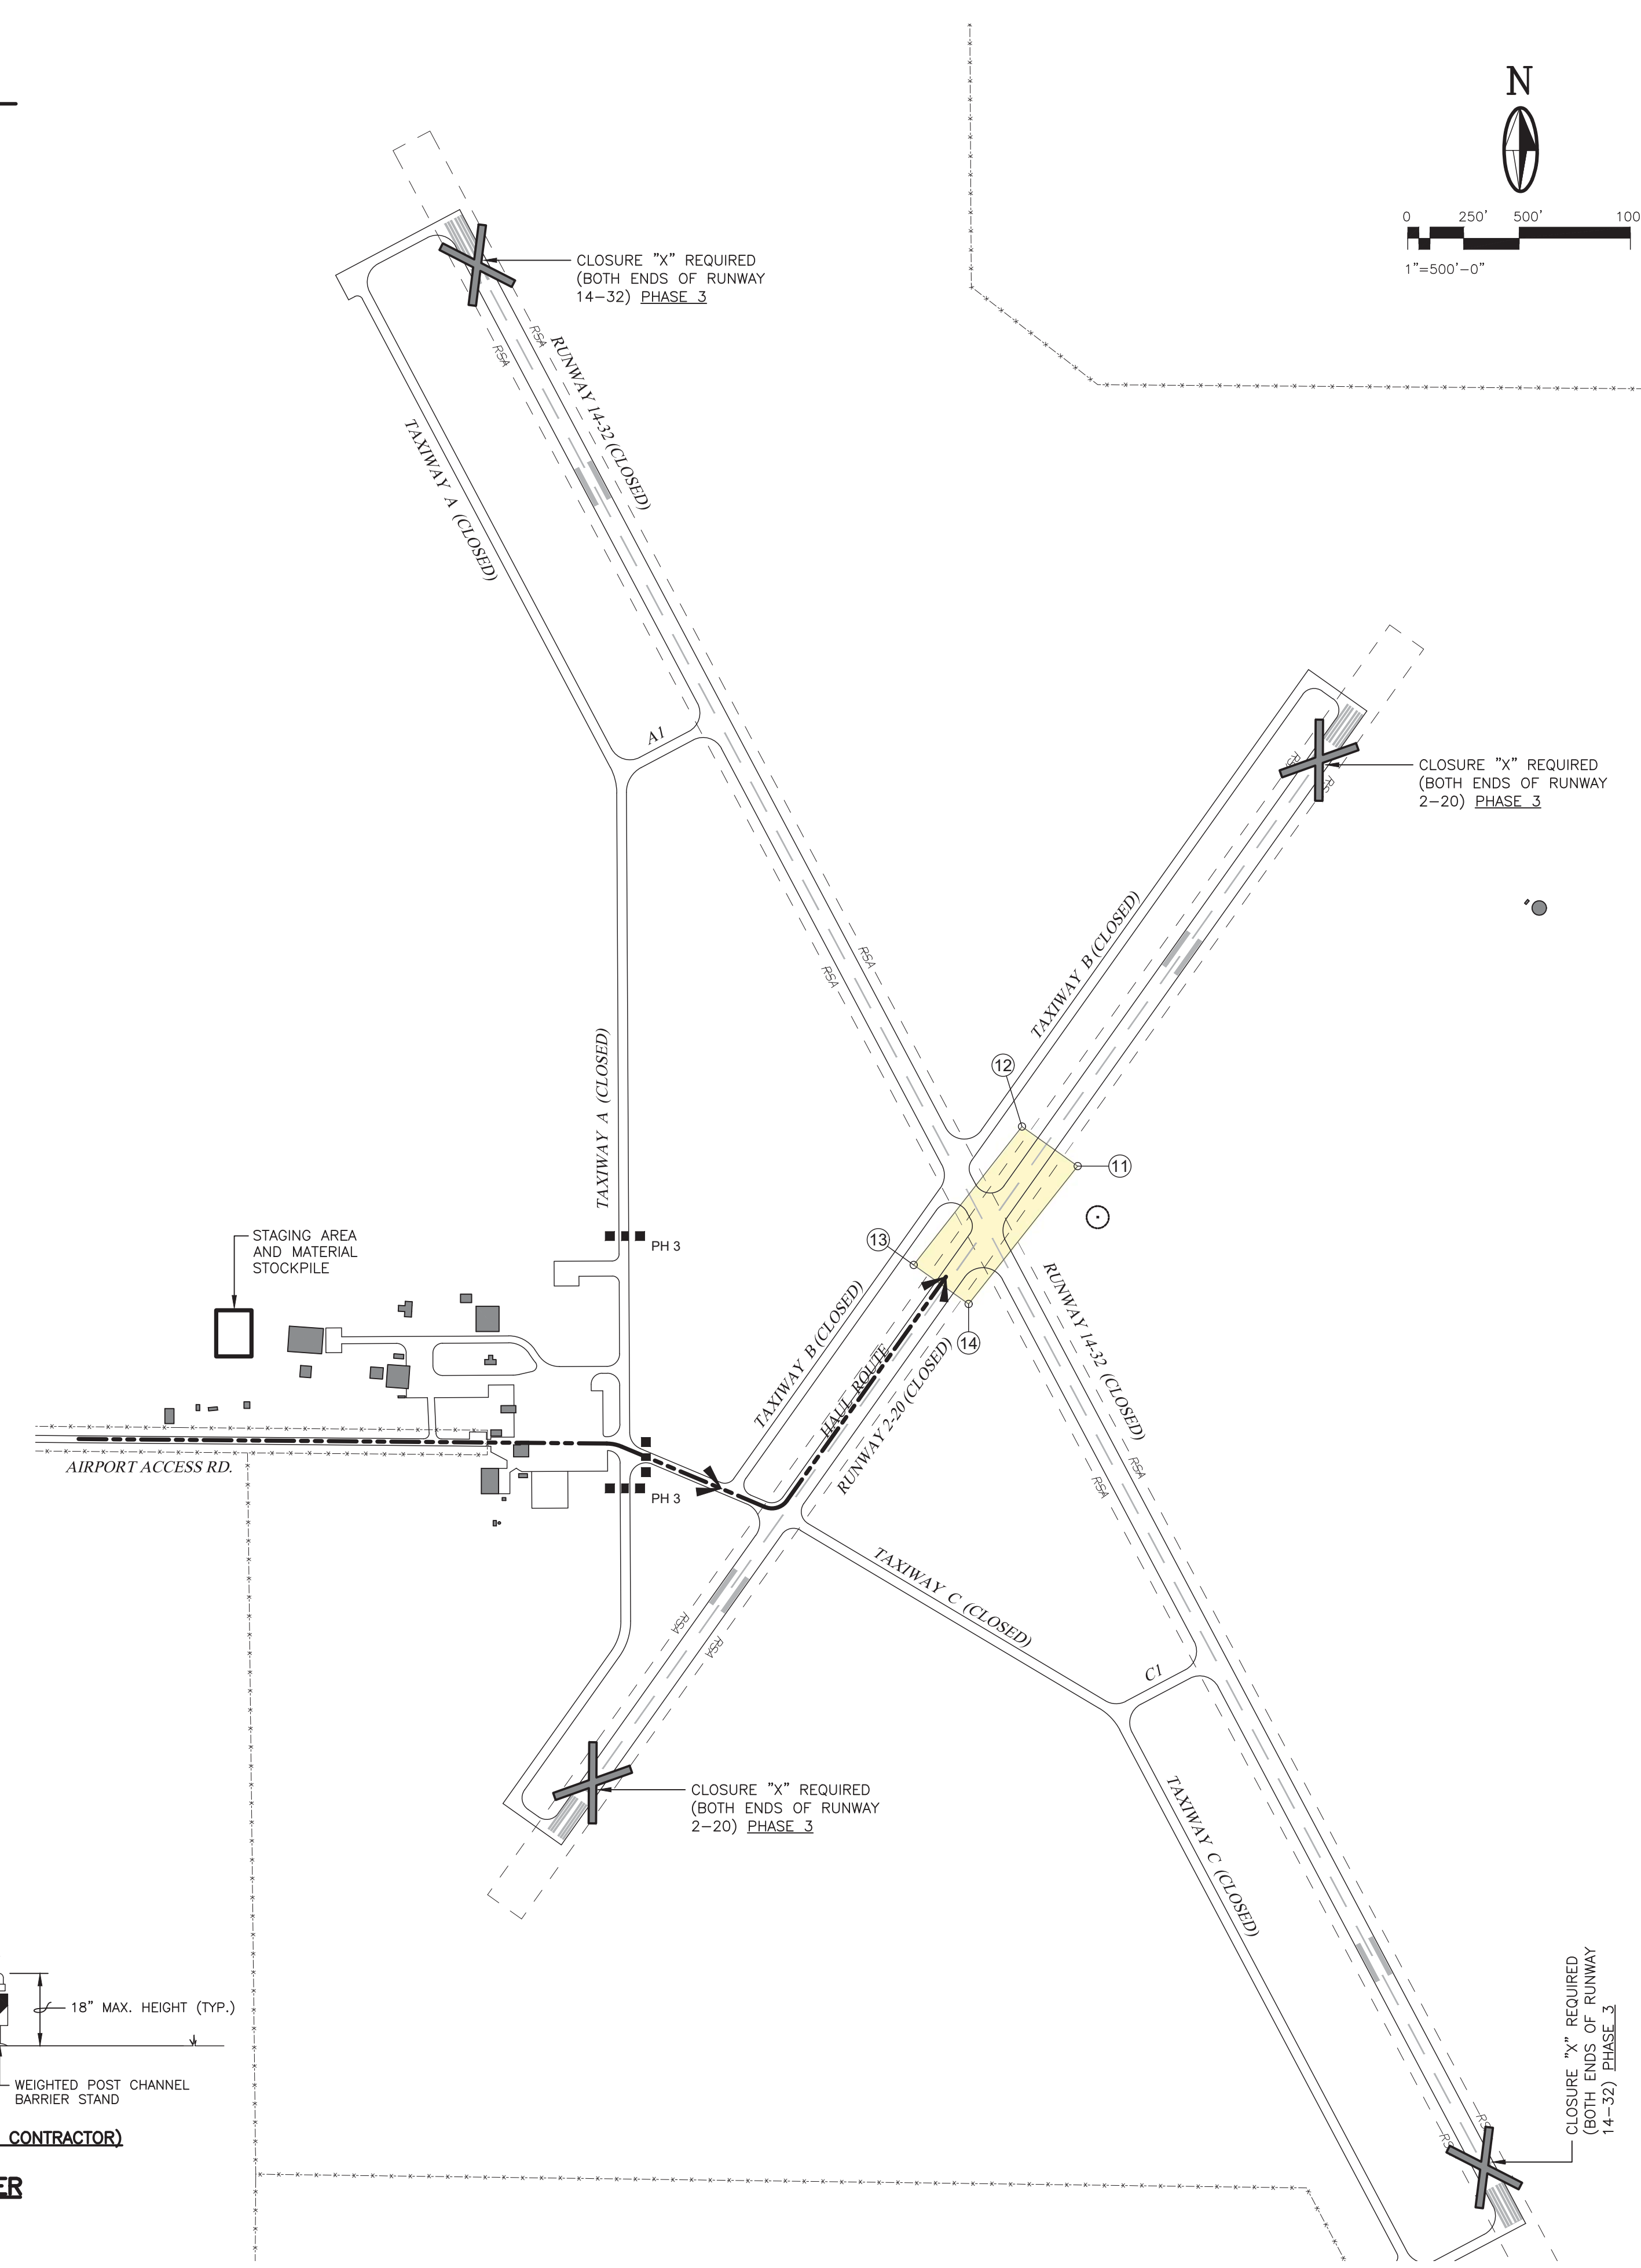 N
0 250' 500' 100
1"=500'-0"
CLOSURE "X" REQUIRED
(BOTH ENDS OF RUNWAY
14-32) PHASE 3
RSA
RSA
RUNWAY 14-32 (CLOSED)
TAXIWAY A (CLOSED)
A1
CLOSURE "X" REQUIRED
(BOTH ENDS OF RUNWAY
2-20) PHASE 3
RS
RS
TAXIWAY B (CLOSED)
RSA
RSA
TAXIWAY A (CLOSED)
12
11
13
14
PH 3
STAGING AREA
AND MATERIAL
STOCKPILE
RUNWAY 14-32 (CLOSED)
TAXIWAY B (CLOSED)
HAUL ROUTE
RUNWAY 2-20 (CLOSED)
AIRPORT ACCESS RD.
PH 3
RSA
RSA
TAXIWAY C (CLOSED)
RSA
RSA
C1
CLOSURE "X" REQUIRED
(BOTH ENDS OF RUNWAY
2-20) PHASE 3
TAXIWAY C (CLOSED)
18" MAX. HEIGHT (TYP.)
WEIGHTED POST CHANNEL
BARRIER STAND
CONTRACTOR)
ER
RS
RS
CLOSURE "X" REQUIRED
(BOTH ENDS OF RUNWAY
14-32) PHASE 3